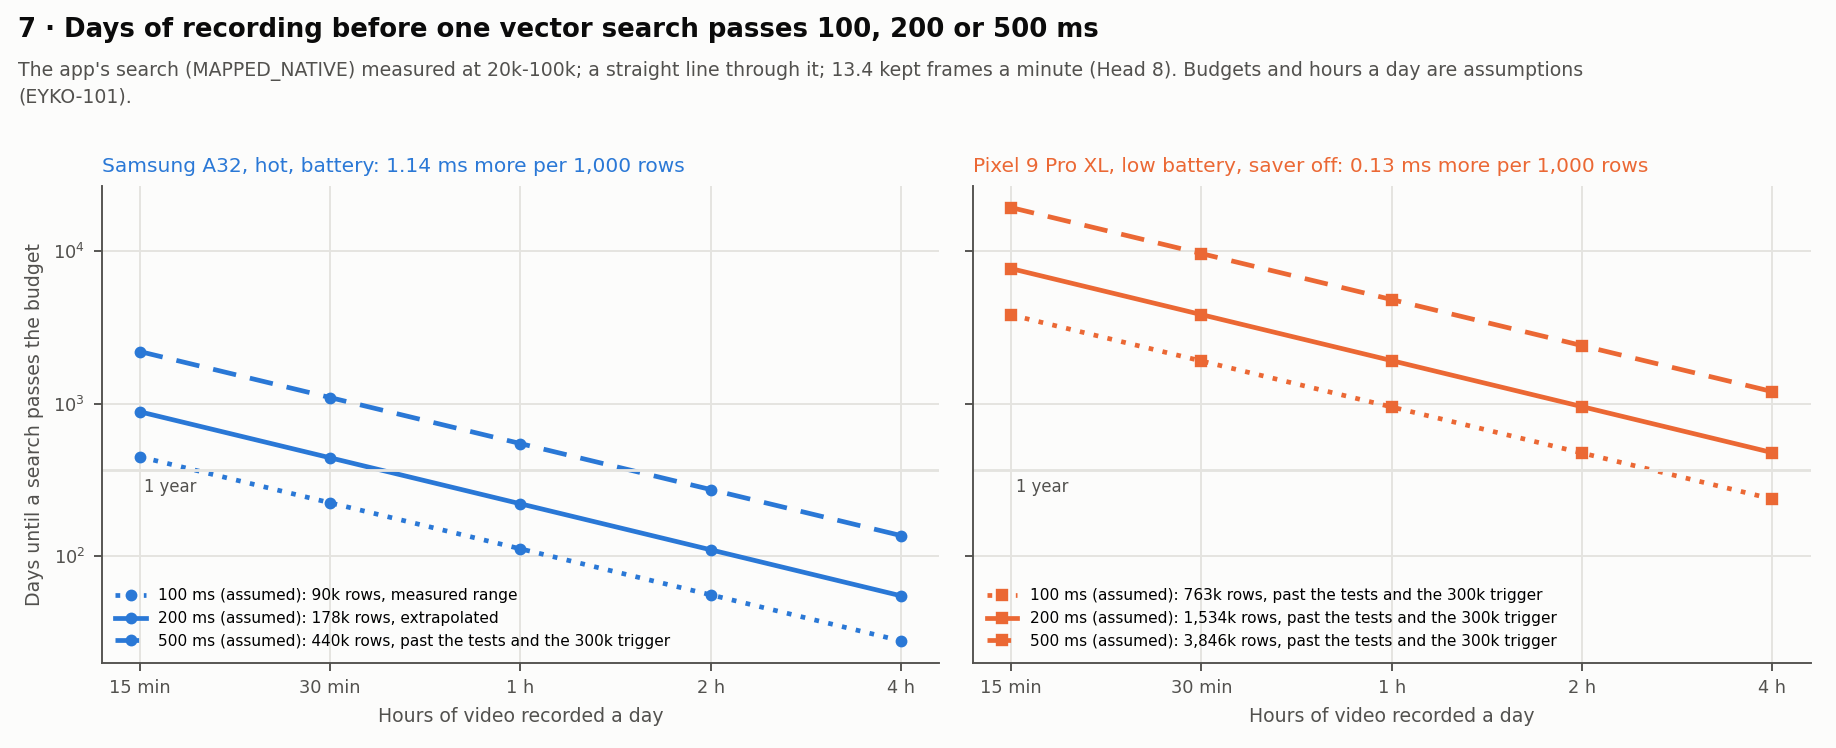 7 · Days of recording before one vector search passes 100, 200 or 500 ms
The app's search (MAPPED_NATIVE) measured at 20k-100k; a straight line through it; 13.4 kept frames a minute (Head 8). Budgets and hours a day are assumptions
(EYKO-101).
Samsung A32, hot, battery: 1.14 ms more per 1,000 rows
Days until a search passes the budget
10⁴
10³
10²
1 year
100 ms (assumed): 90k rows, measured range
200 ms (assumed): 178k rows, extrapolated
500 ms (assumed): 440k rows, past the tests and the 300k trigger
15 min
30 min
1 h
2 h
4 h
Hours of video recorded a day
Pixel 9 Pro XL, low battery, saver off: 0.13 ms more per 1,000 rows
1 year
100 ms (assumed): 763k rows, past the tests and the 300k trigger
200 ms (assumed): 1,534k rows, past the tests and the 300k trigger
500 ms (assumed): 3,846k rows, past the tests and the 300k trigger
15 min
30 min
1 h
2 h
4 h
Hours of video recorded a day